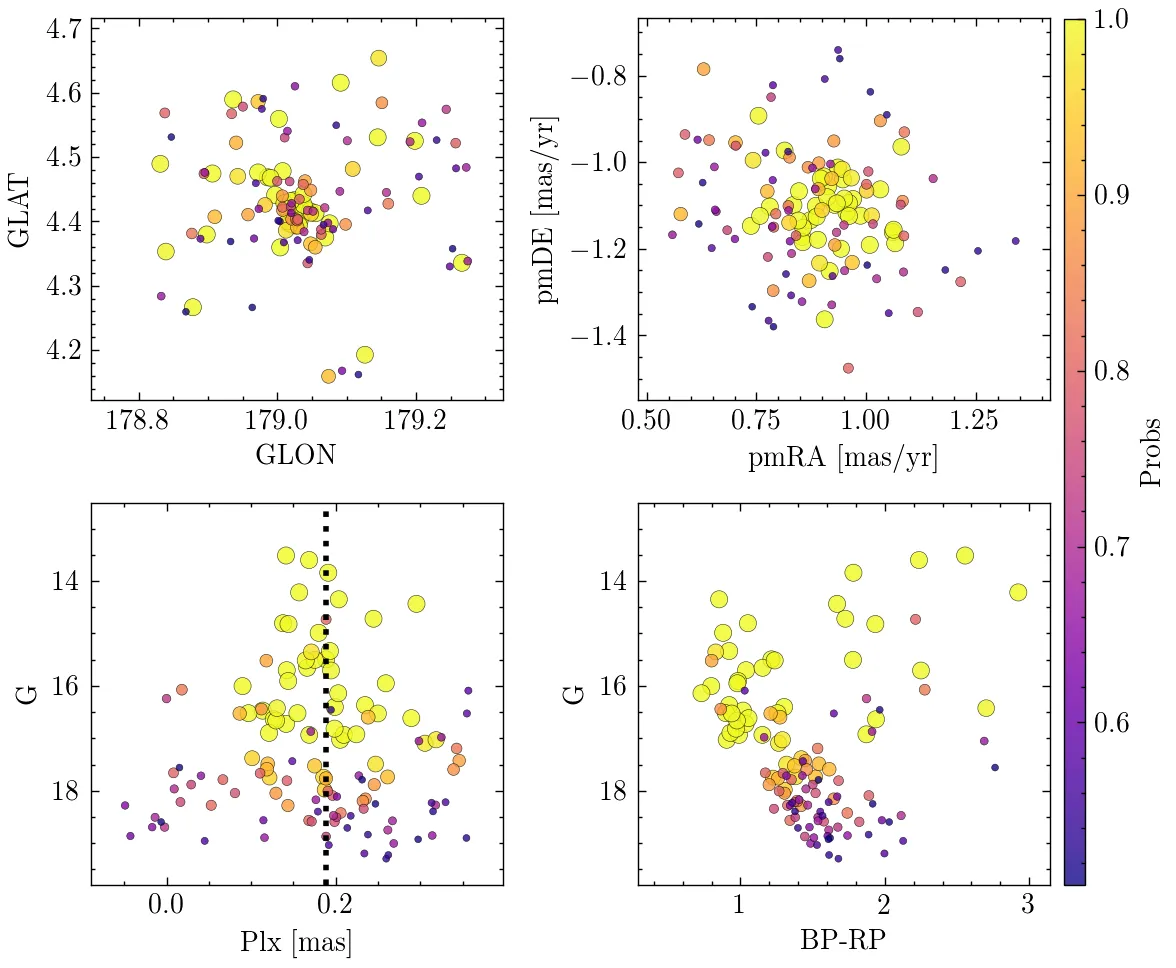 4.7
4.6
4.5
4.4
4.3
4.2
GLAT
178.8 179.0 179.2
GLON
−0.8
−1.0
−1.2
−1.4
pmDE [mas/yr]
0.50 0.75 1.00 1.25
pmRA [mas/yr]
14
16
18
G
0.0 0.2
Plx [mas]
14
16
18
G
1 2 3
BP-RP
1.0
0.9
0.8
0.7
0.6
Probs